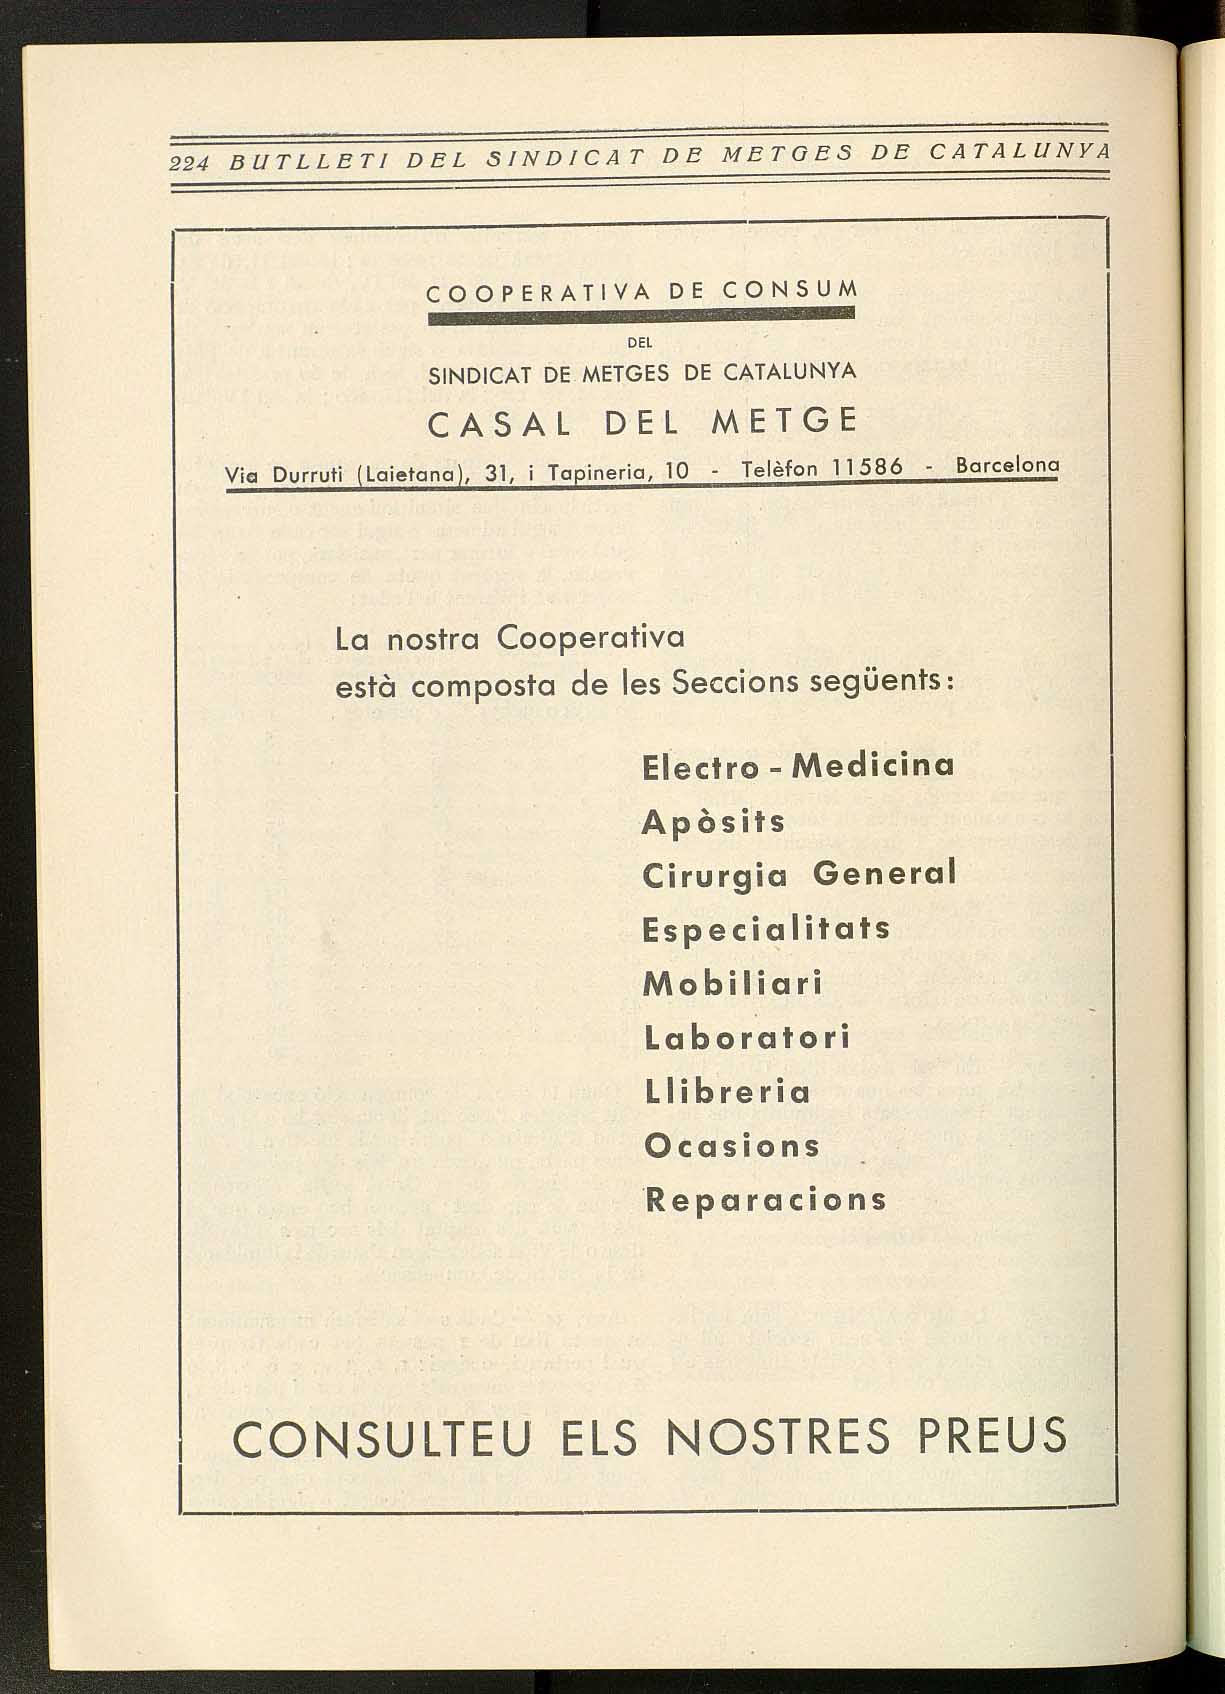 224 BUTLLETI DEL SINDICAT DE METGES DE CATALUNYA
COOPERATIVA DE CONSUM
DEL
SINDICAT DE METGES DE CATALUNYA
CASAL DEL METGE
Via Durruti (Laietana), 31, i Tapineria, 10 - Telèfon 11586 - Barcelona
La nostra Cooperativa
està composta de les Seccions següents:
Electro - Medicina
Apòsits
Cirurgia General
Especialitats
Mobiliari
Laboratori
Llibreria
Ocasions
Reparacions
CONSULTEU ELS NOSTRES PREUS